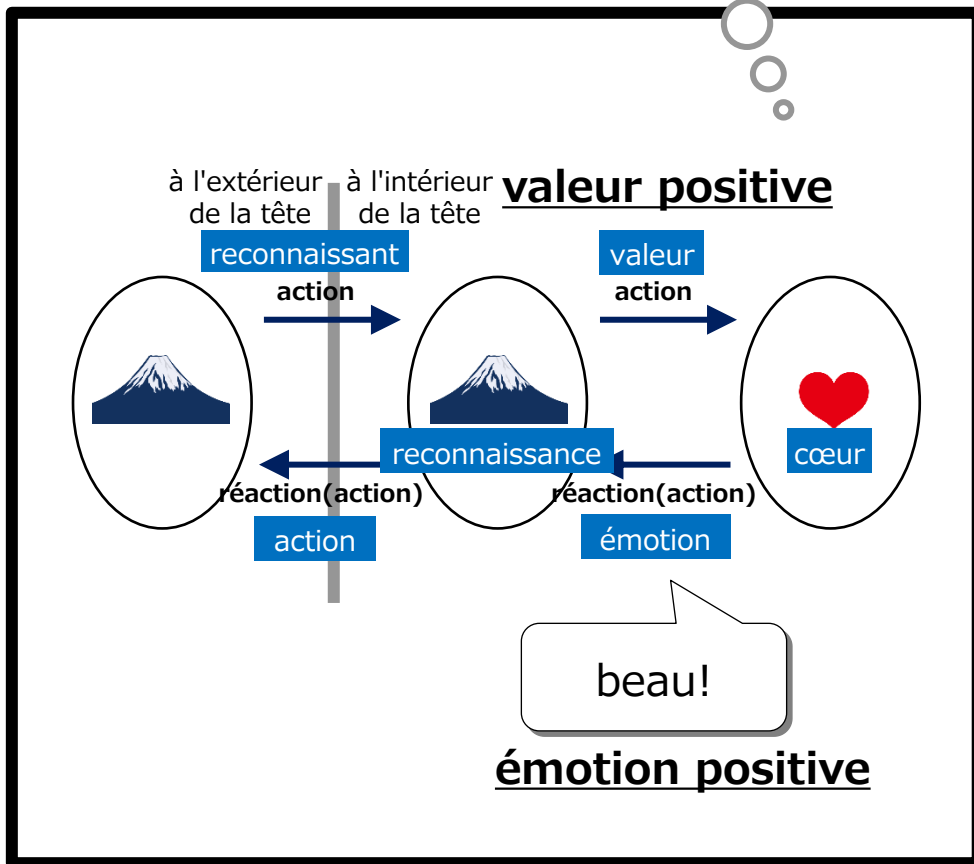 à l'extérieur
de la tête
à l'intérieur
de la tête
valeur positive
reconnaissant
valeur
action
action
reconnaissance
cœur
réaction(action)
réaction(action)
action
émotion
beau!
émotion positive